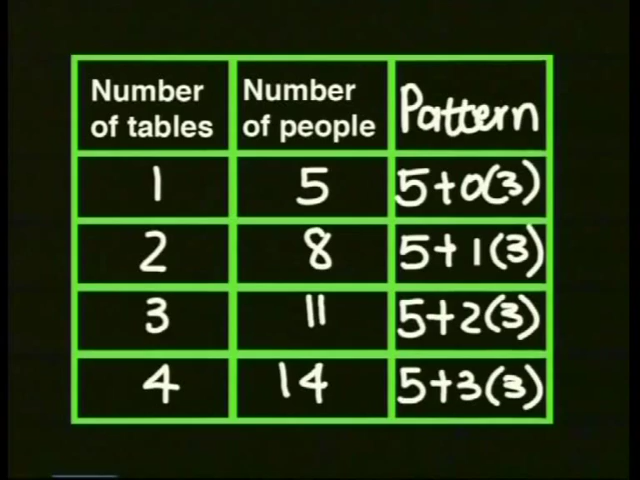 Number of tables
Number of people
Pattern
1 5 5+0(3)
2 8 5+1(3)
3 11 5+2(3)
4 14 5+3(3)